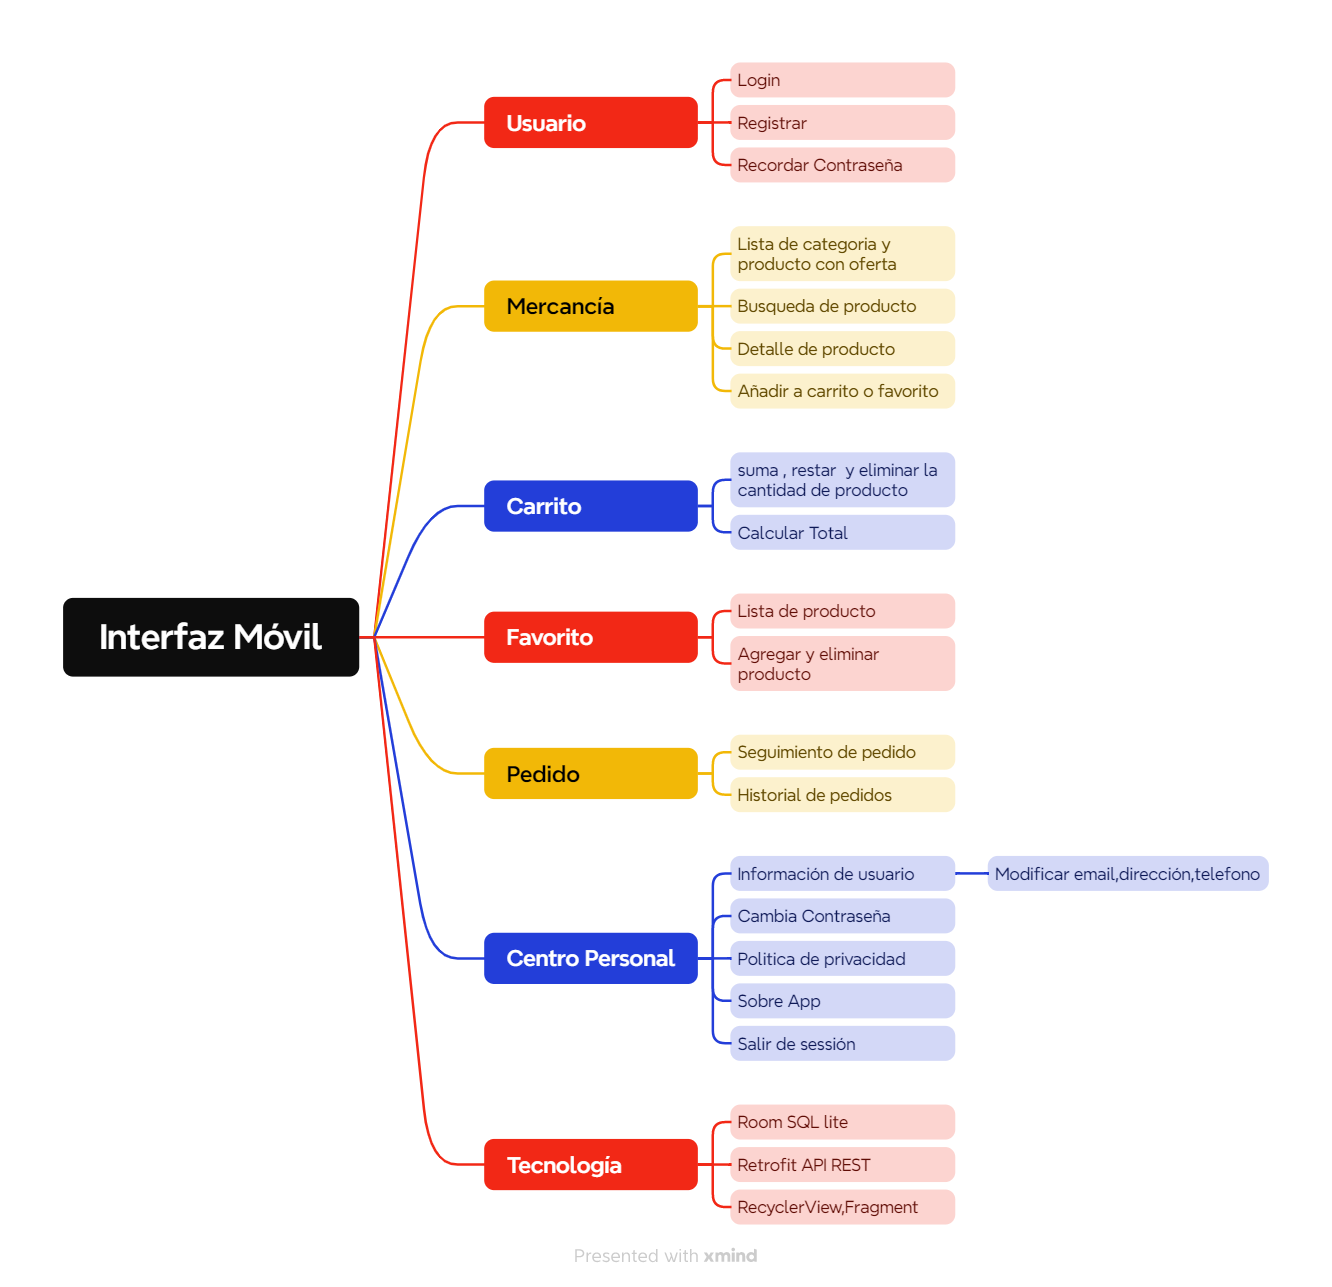 Interfaz Móvil
Usuario
Login
Registrar
Recordar Contraseña
Mercancía
Lista de categoria y
producto con oferta
Busqueda de producto
Detalle de producto
Añadir a carrito o favorito
Carrito
suma , restar  y eliminar la
cantidad de producto
Calcular Total
Favorito
Lista de producto
Agregar y eliminar
producto
Pedido
Seguimiento de pedido
Historial de pedidos
Centro Personal
Información de usuario
Modificar email,dirección,telefono
Cambia Contraseña
Politica de privacidad
Sobre App
Salir de sessión
Tecnología
Room SQL lite
Retrofit API REST
RecyclerView,Fragment
Presented with xmind